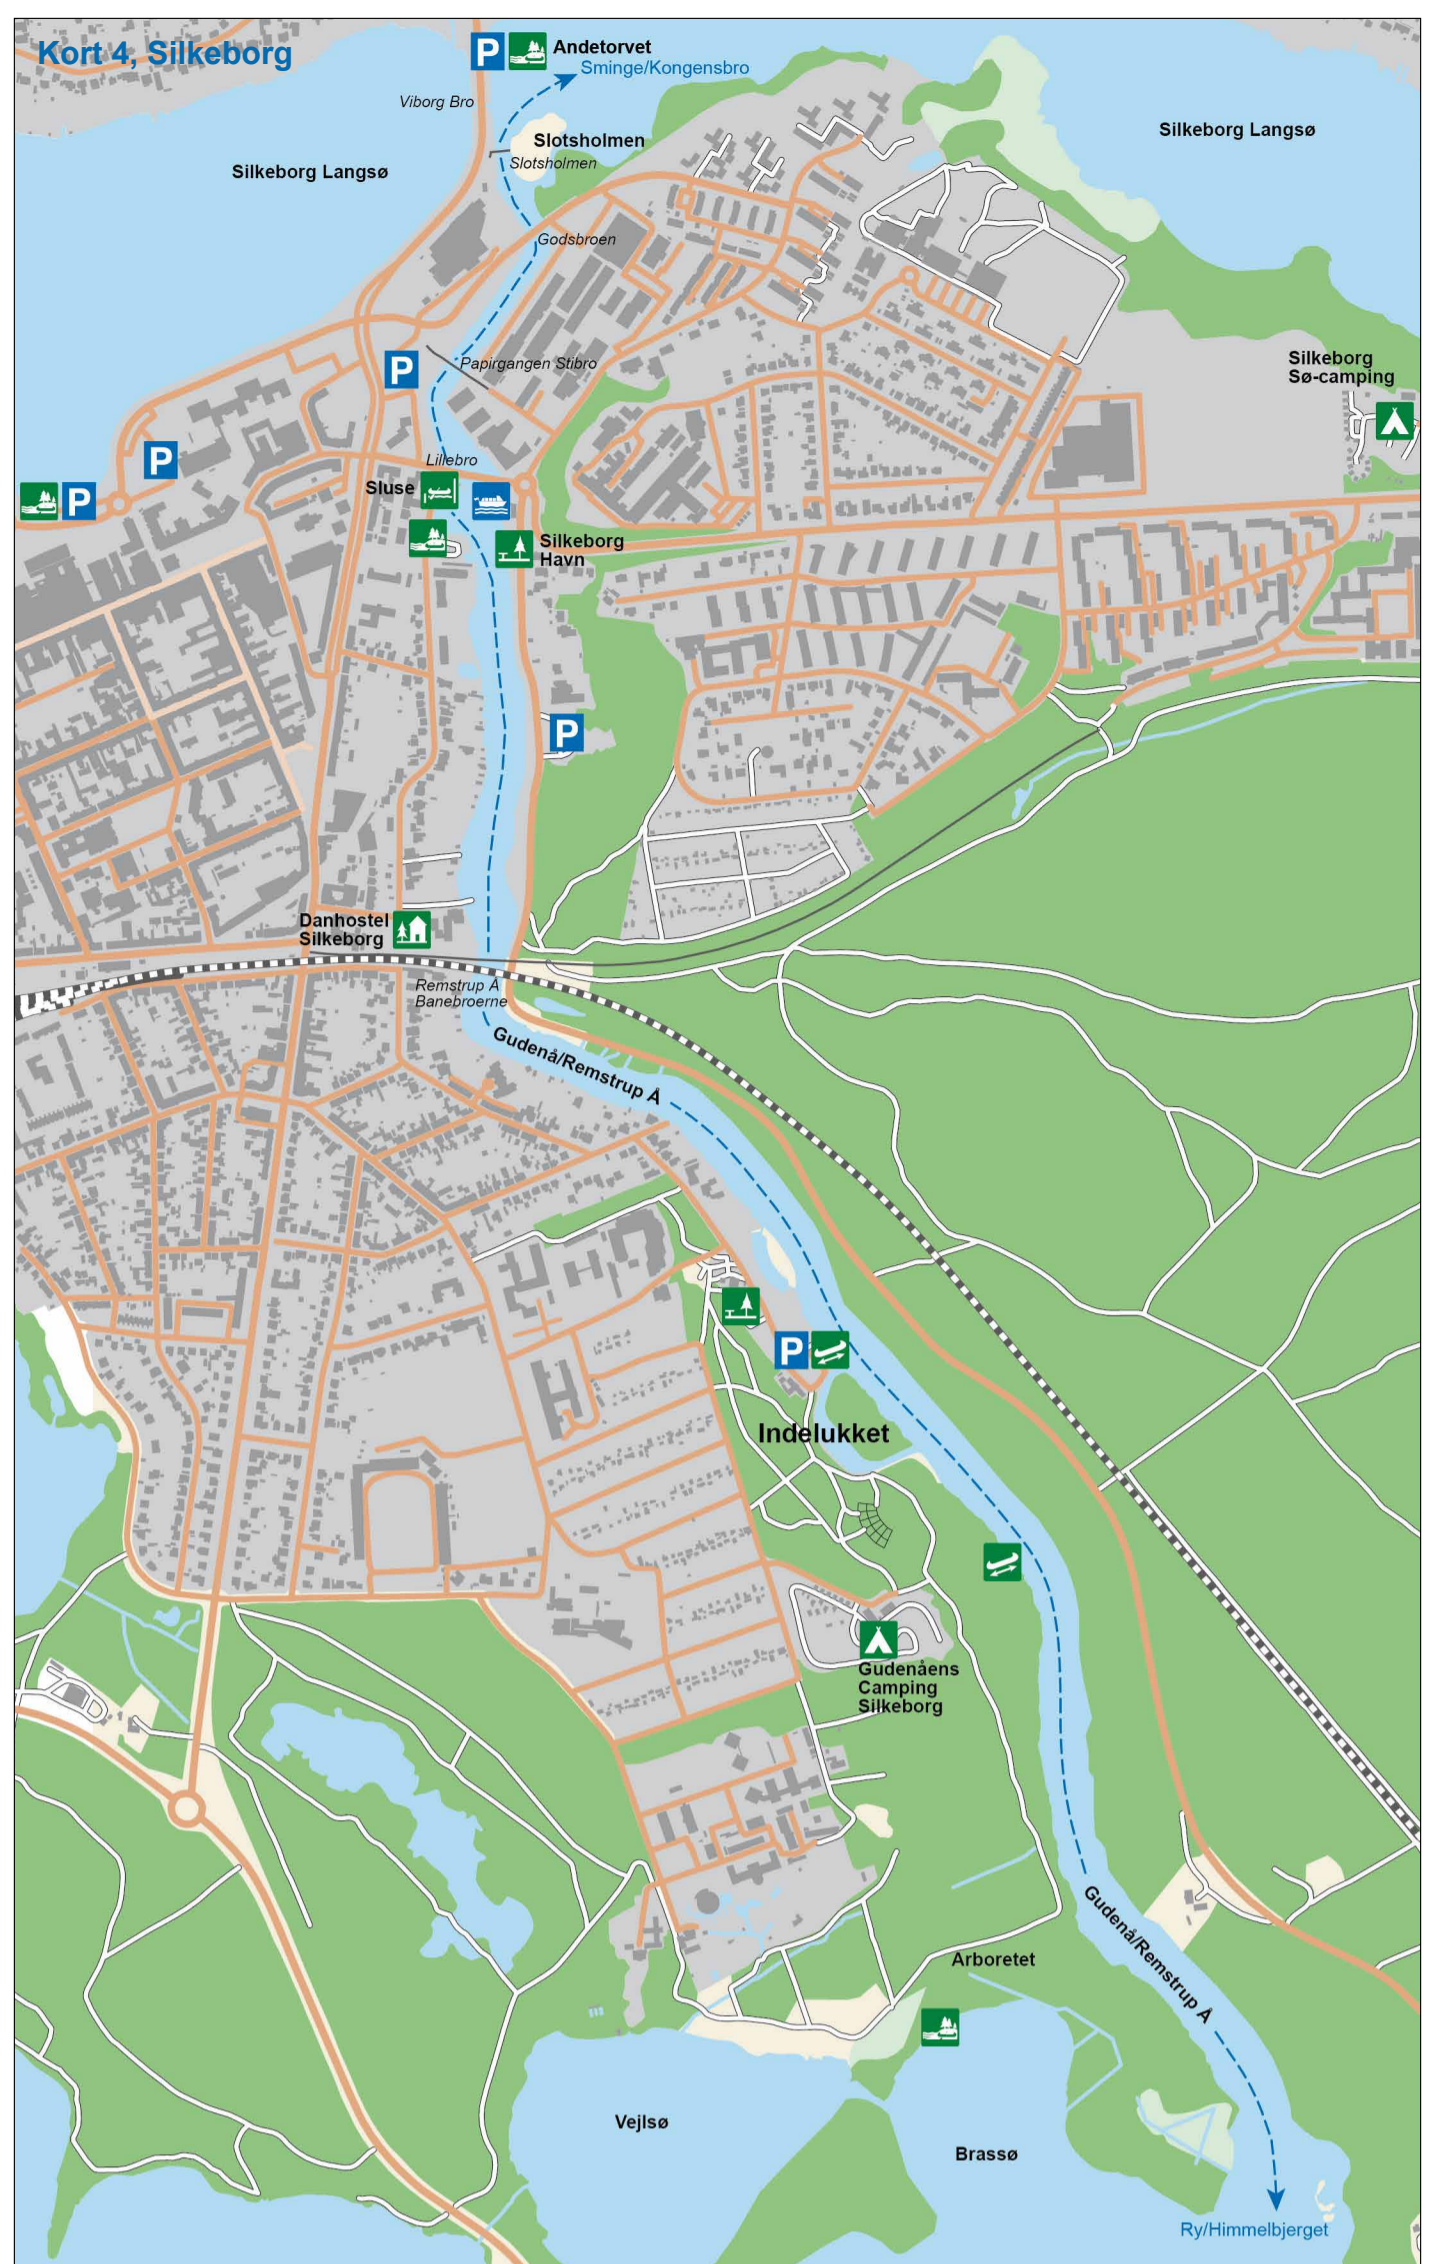 Kort 4, Silkeborg
P
Andetorvet
Sminge/Kongensbro
Viborg Bro
Slotsholmen
Slotsholmen
Silkeborg Langsø
Silkeborg Langsø
Godsbroen
Papirgangen Stibro
P
Silkeborg
Sø-camping
P
P
Lillebro
Sluse
Silkeborg
Havn
P
Danhostel
Silkeborg
Remstrup Å
Banebroerne
Gudenå/Remstrup Å
P
Indelukket
Gudenåens
Camping
Silkeborg
Gudenå/Remstrup Å
Arboretet
Vejlsø
Brassø
Ry/Himmelbjerget